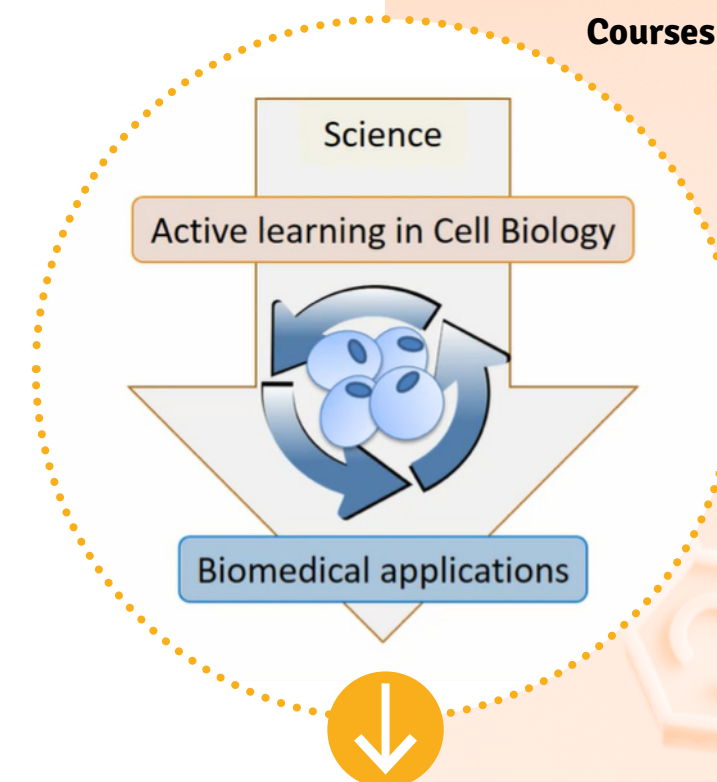 Courses
Science
Active learning in Cell Biology
Biomedical applications